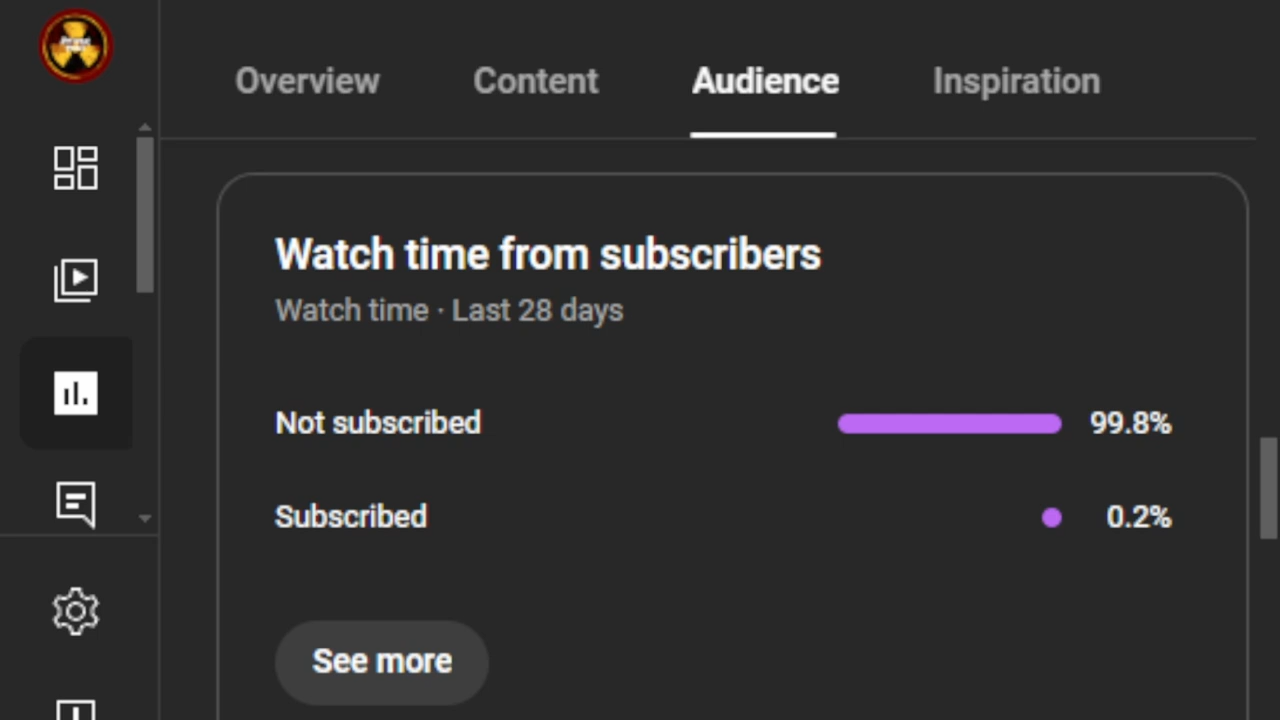 Overview Content Audience Inspiration
Watch time from subscribers
Watch time · Last 28 days
Not subscribed 99.8%
Subscribed 0.2%
See more